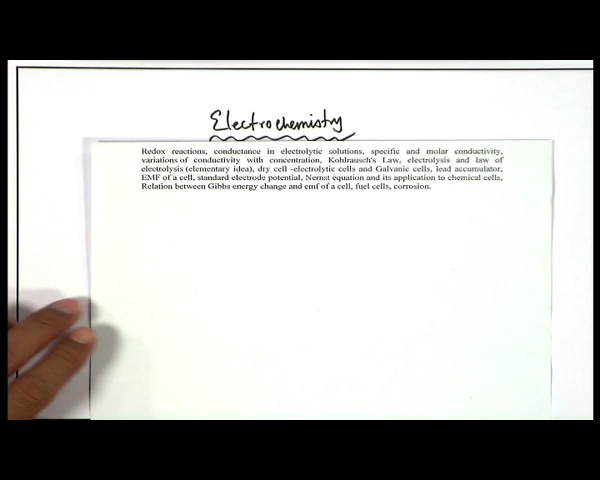 Electrochemistry
Redox reactions, conductance in electrolytic solutions, specific and molar conductivity,
variations of conductivity with concentration, Kohlrausch's Law, electrolysis and law of
electrolysis (elementary idea), dry cell -electrolytic cells and Galvanic cells, lead accumulator,
EMF of a cell, standard electrode potential, Nernst equation and its application to chemical cells,
Relation between Gibbs energy change and emf of a cell, fuel cells, corrosion.